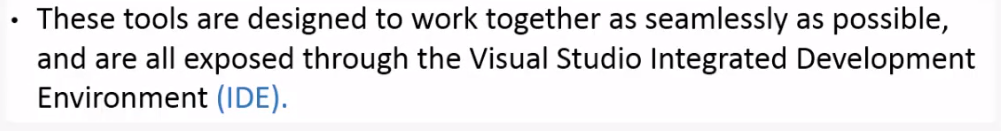 • These tools are designed to work together as seamlessly as possible,
and are all exposed through the Visual Studio Integrated Development
Environment (IDE).